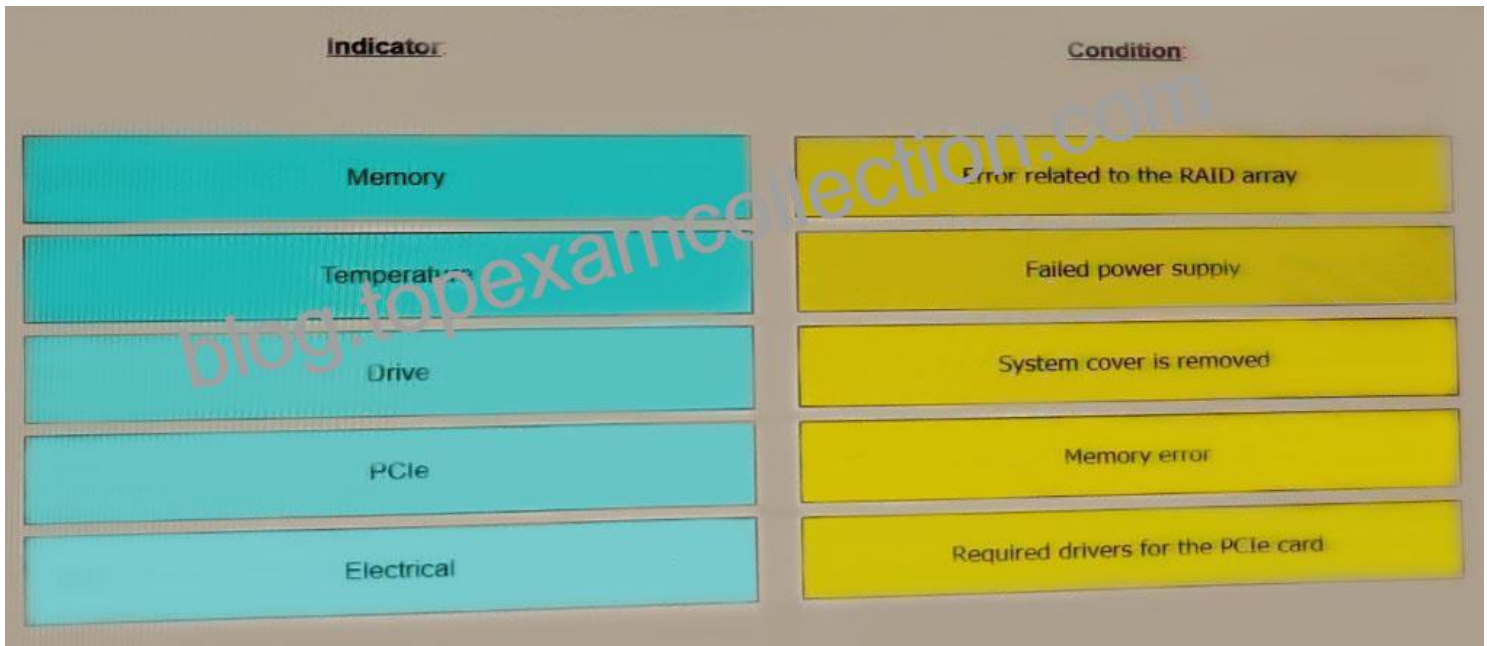 Indicator:
Condition:
Memory
Error related to the RAID array
Temperature
Failed power supply
Drive
System cover is removed
PCIe
Memory error
Electrical
Required drivers for the PCIe card
blog.topexamcollection.com